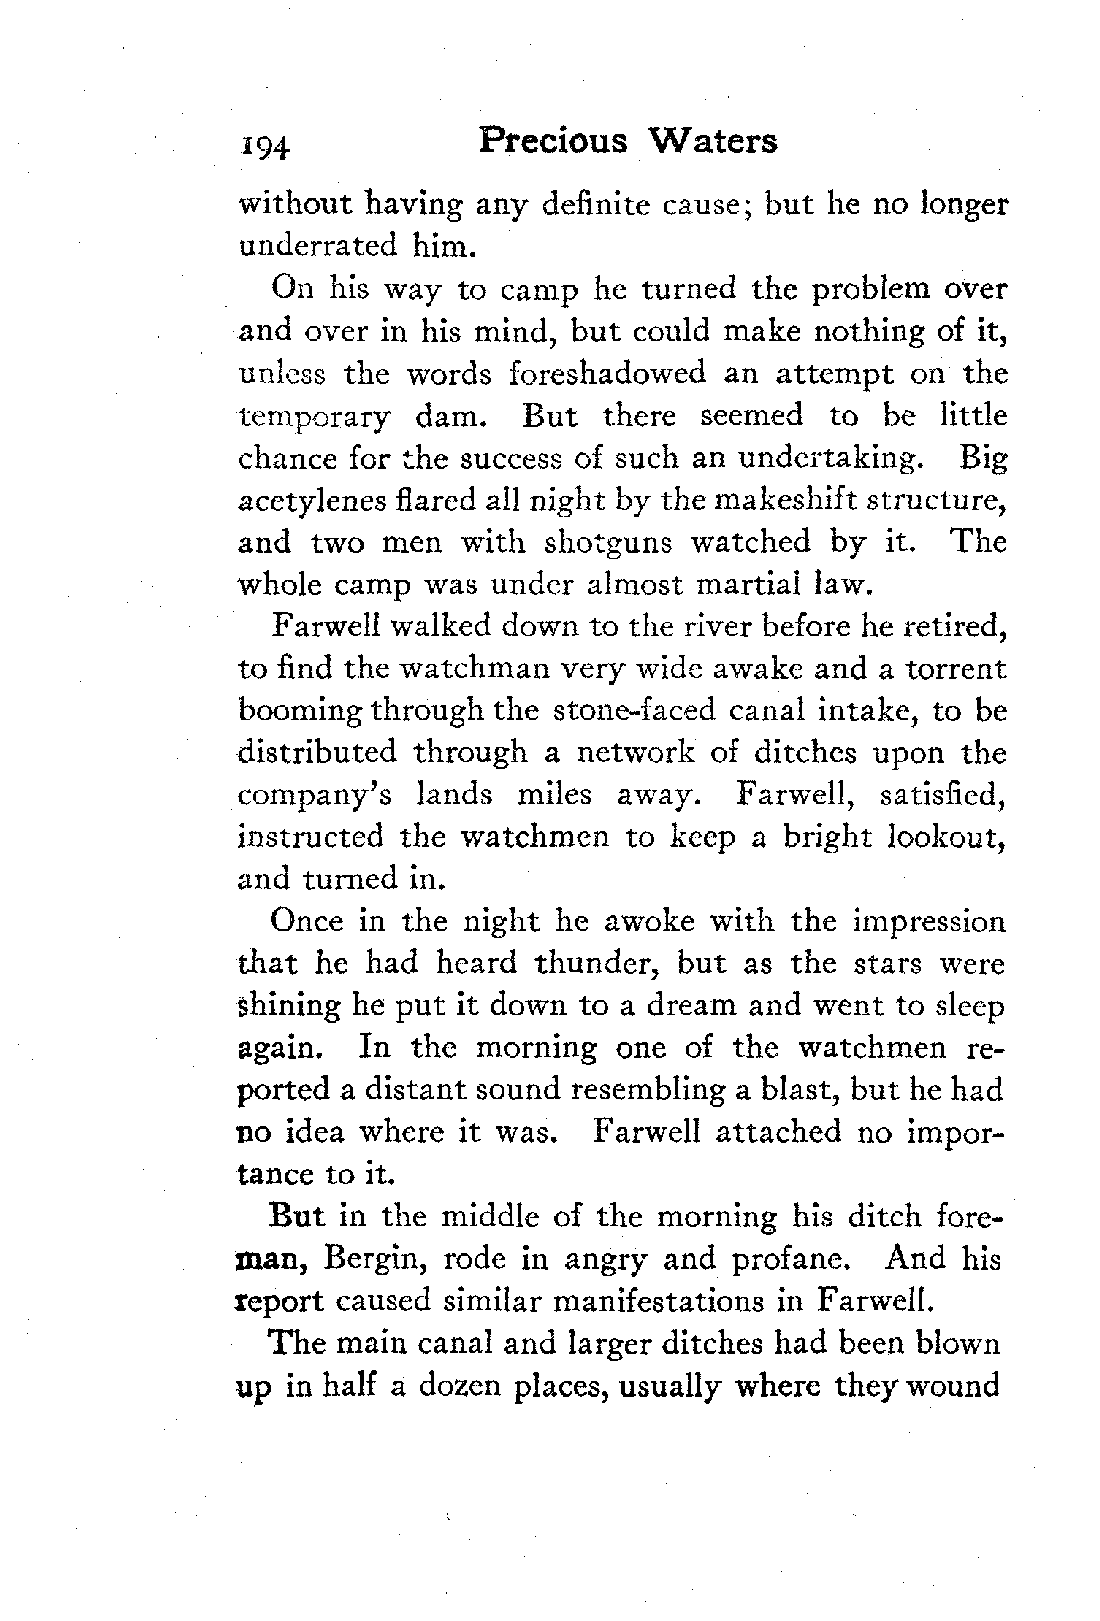 194 Precious Waters
without having any definite cause; but he no longer
underrated him.
On his way to camp he turned the problem over
and over in his mind, but could make nothing of it,
unless the words foreshadowed an attempt on the
temporary dam. But there seemed to be little
chance for the success of such an undertaking. Big
acetylenes flared all night by the makeshift structure,
and two men with shotguns watched by it. The
whole camp was under almost martial law.
Farwell walked down to the river before he retired,
to find the watchman very wide awake and a torrent
booming through the stone-faced canal intake, to be
distributed through a network of ditches upon the
company's lands miles away. Farwell, satisfied,
instructed the watchmen to keep a bright lookout,
and turned in.
Once in the night he awoke with the impression
that he had heard thunder, but as the stars were
shining he put it down to a dream and went to sleep
again. In the morning one of the watchmen re-
ported a distant sound resembling a blast, but he had
no idea where it was. Farwell attached no impor-
tance to it.
But in the middle of the morning his ditch fore-
man, Bergin, rode in angry and profane. And his
report caused similar manifestations in Farwell.
The main canal and larger ditches had been blown
up in half a dozen places, usually where they wound